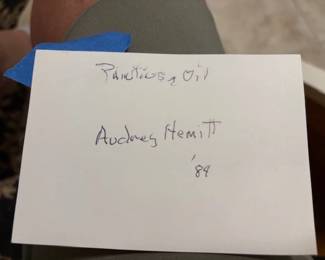 Painting Oil
Audrey Hemitt
'89